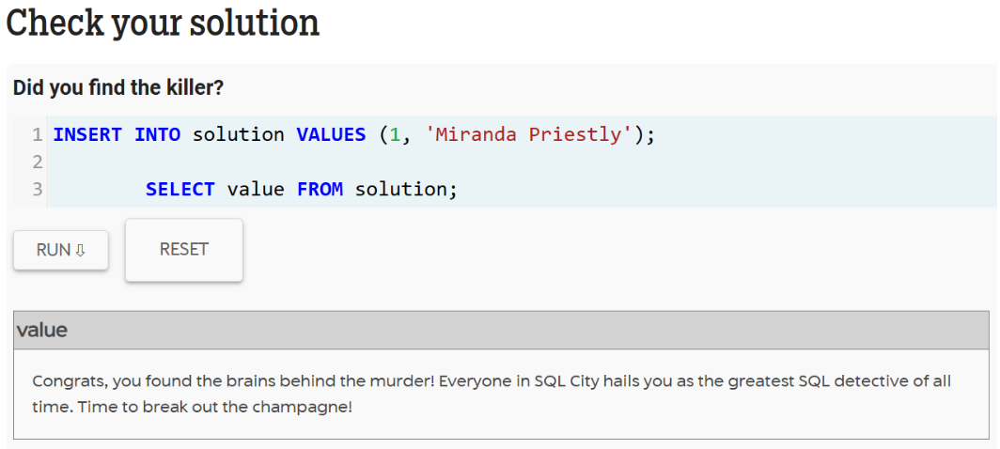 Check your solution
Did you find the killer?
1 INSERT INTO solution VALUES (1, 'Miranda Priestly');
2
3 SELECT value FROM solution;
RUN ⇩
RESET
value
Congrats, you found the brains behind the murder! Everyone in SQL City hails you as the greatest SQL detective of all
time. Time to break out the champagne!